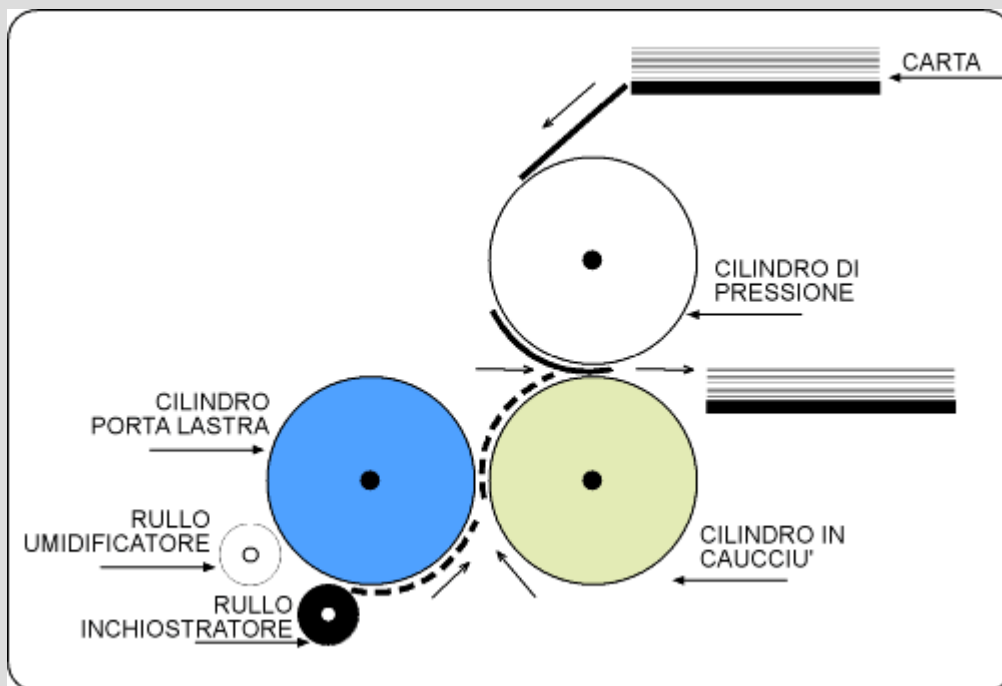 CARTA
CILINDRO DI
PRESSIONE
CILINDRO
PORTA LASTRA
RULLO
UMIDIFICATORE
CILINDRO IN
CAUCCIU'
RULLO
INCHIOSTRATORE